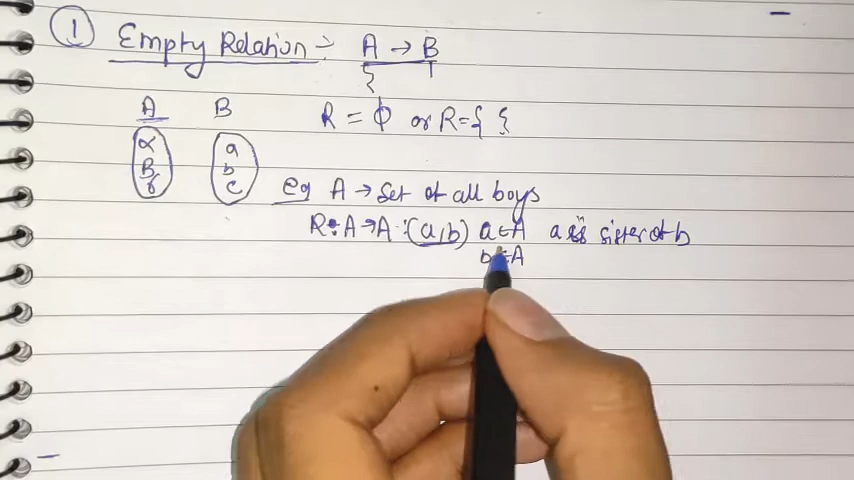 ① Empty Relation :- A → B
}
A B R = ϕ or R = { }
α a
β b
γ c
eg A → Set of all boys
R : A → A : (a, b) a ∈ A a is sister of b
b ∈ A